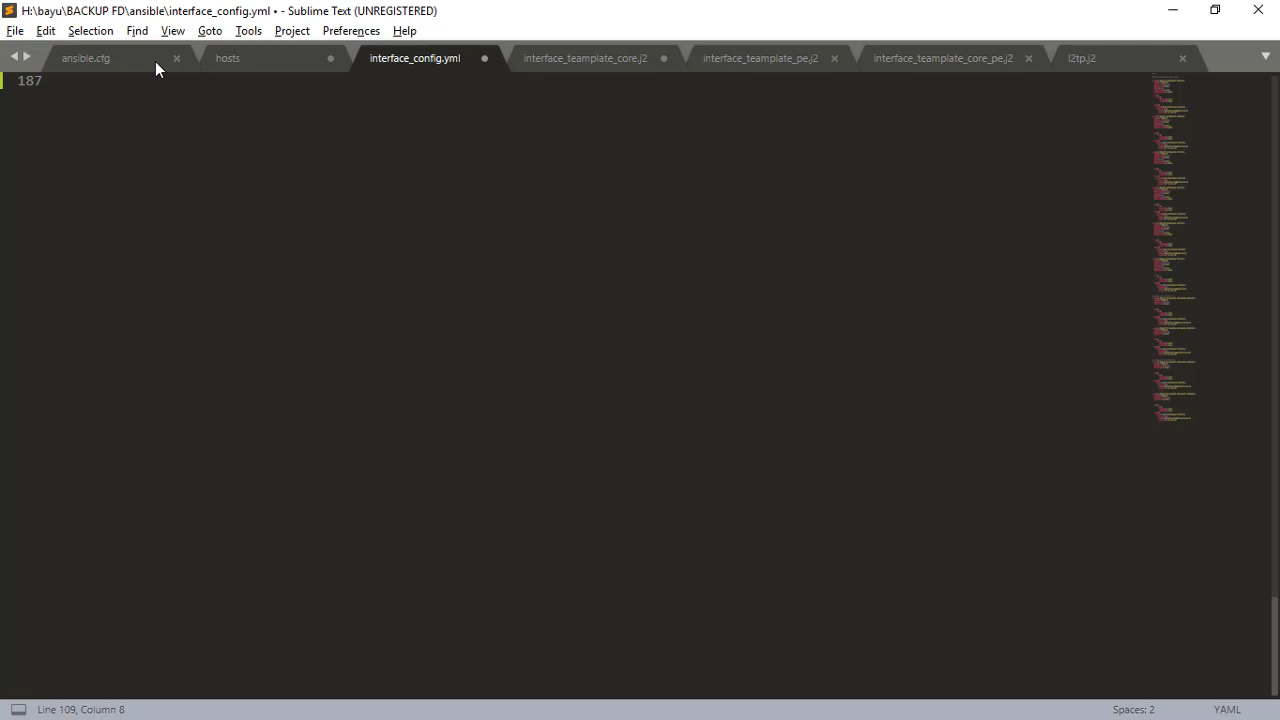 H:\bayu\BACKUP FD\ansible\interface_config.yml • - Sublime Text (UNREGISTERED)
File Edit Selection Find View Goto Tools Project Preferences Help
ansible.cfg hosts interface_config.yml interface_teamplate_core.j2 interface_teamplate_pe.j2 interface_teamplate_core_pe.j2 l2tp.j2
187
Line 109, Column 8 Spaces: 2 YAML